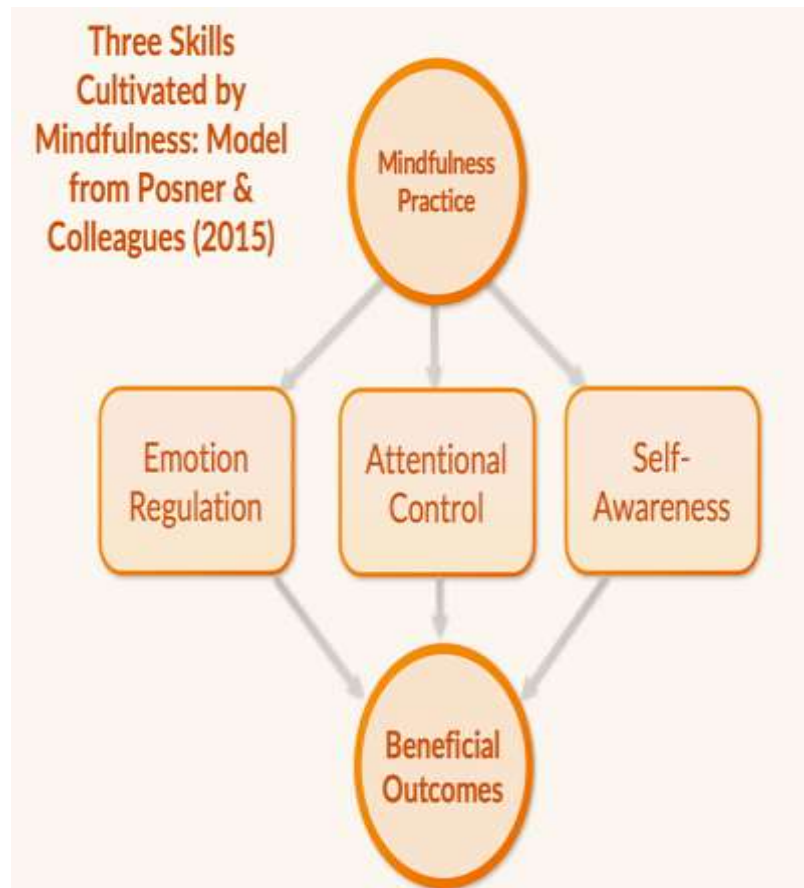 Three Skills
Cultivated by
Mindfulness: Model
from Posner &
Colleagues (2015)
Mindfulness
Practice
Emotion
Regulation
Attentional
Control
Self-
Awareness
Beneficial
Outcomes